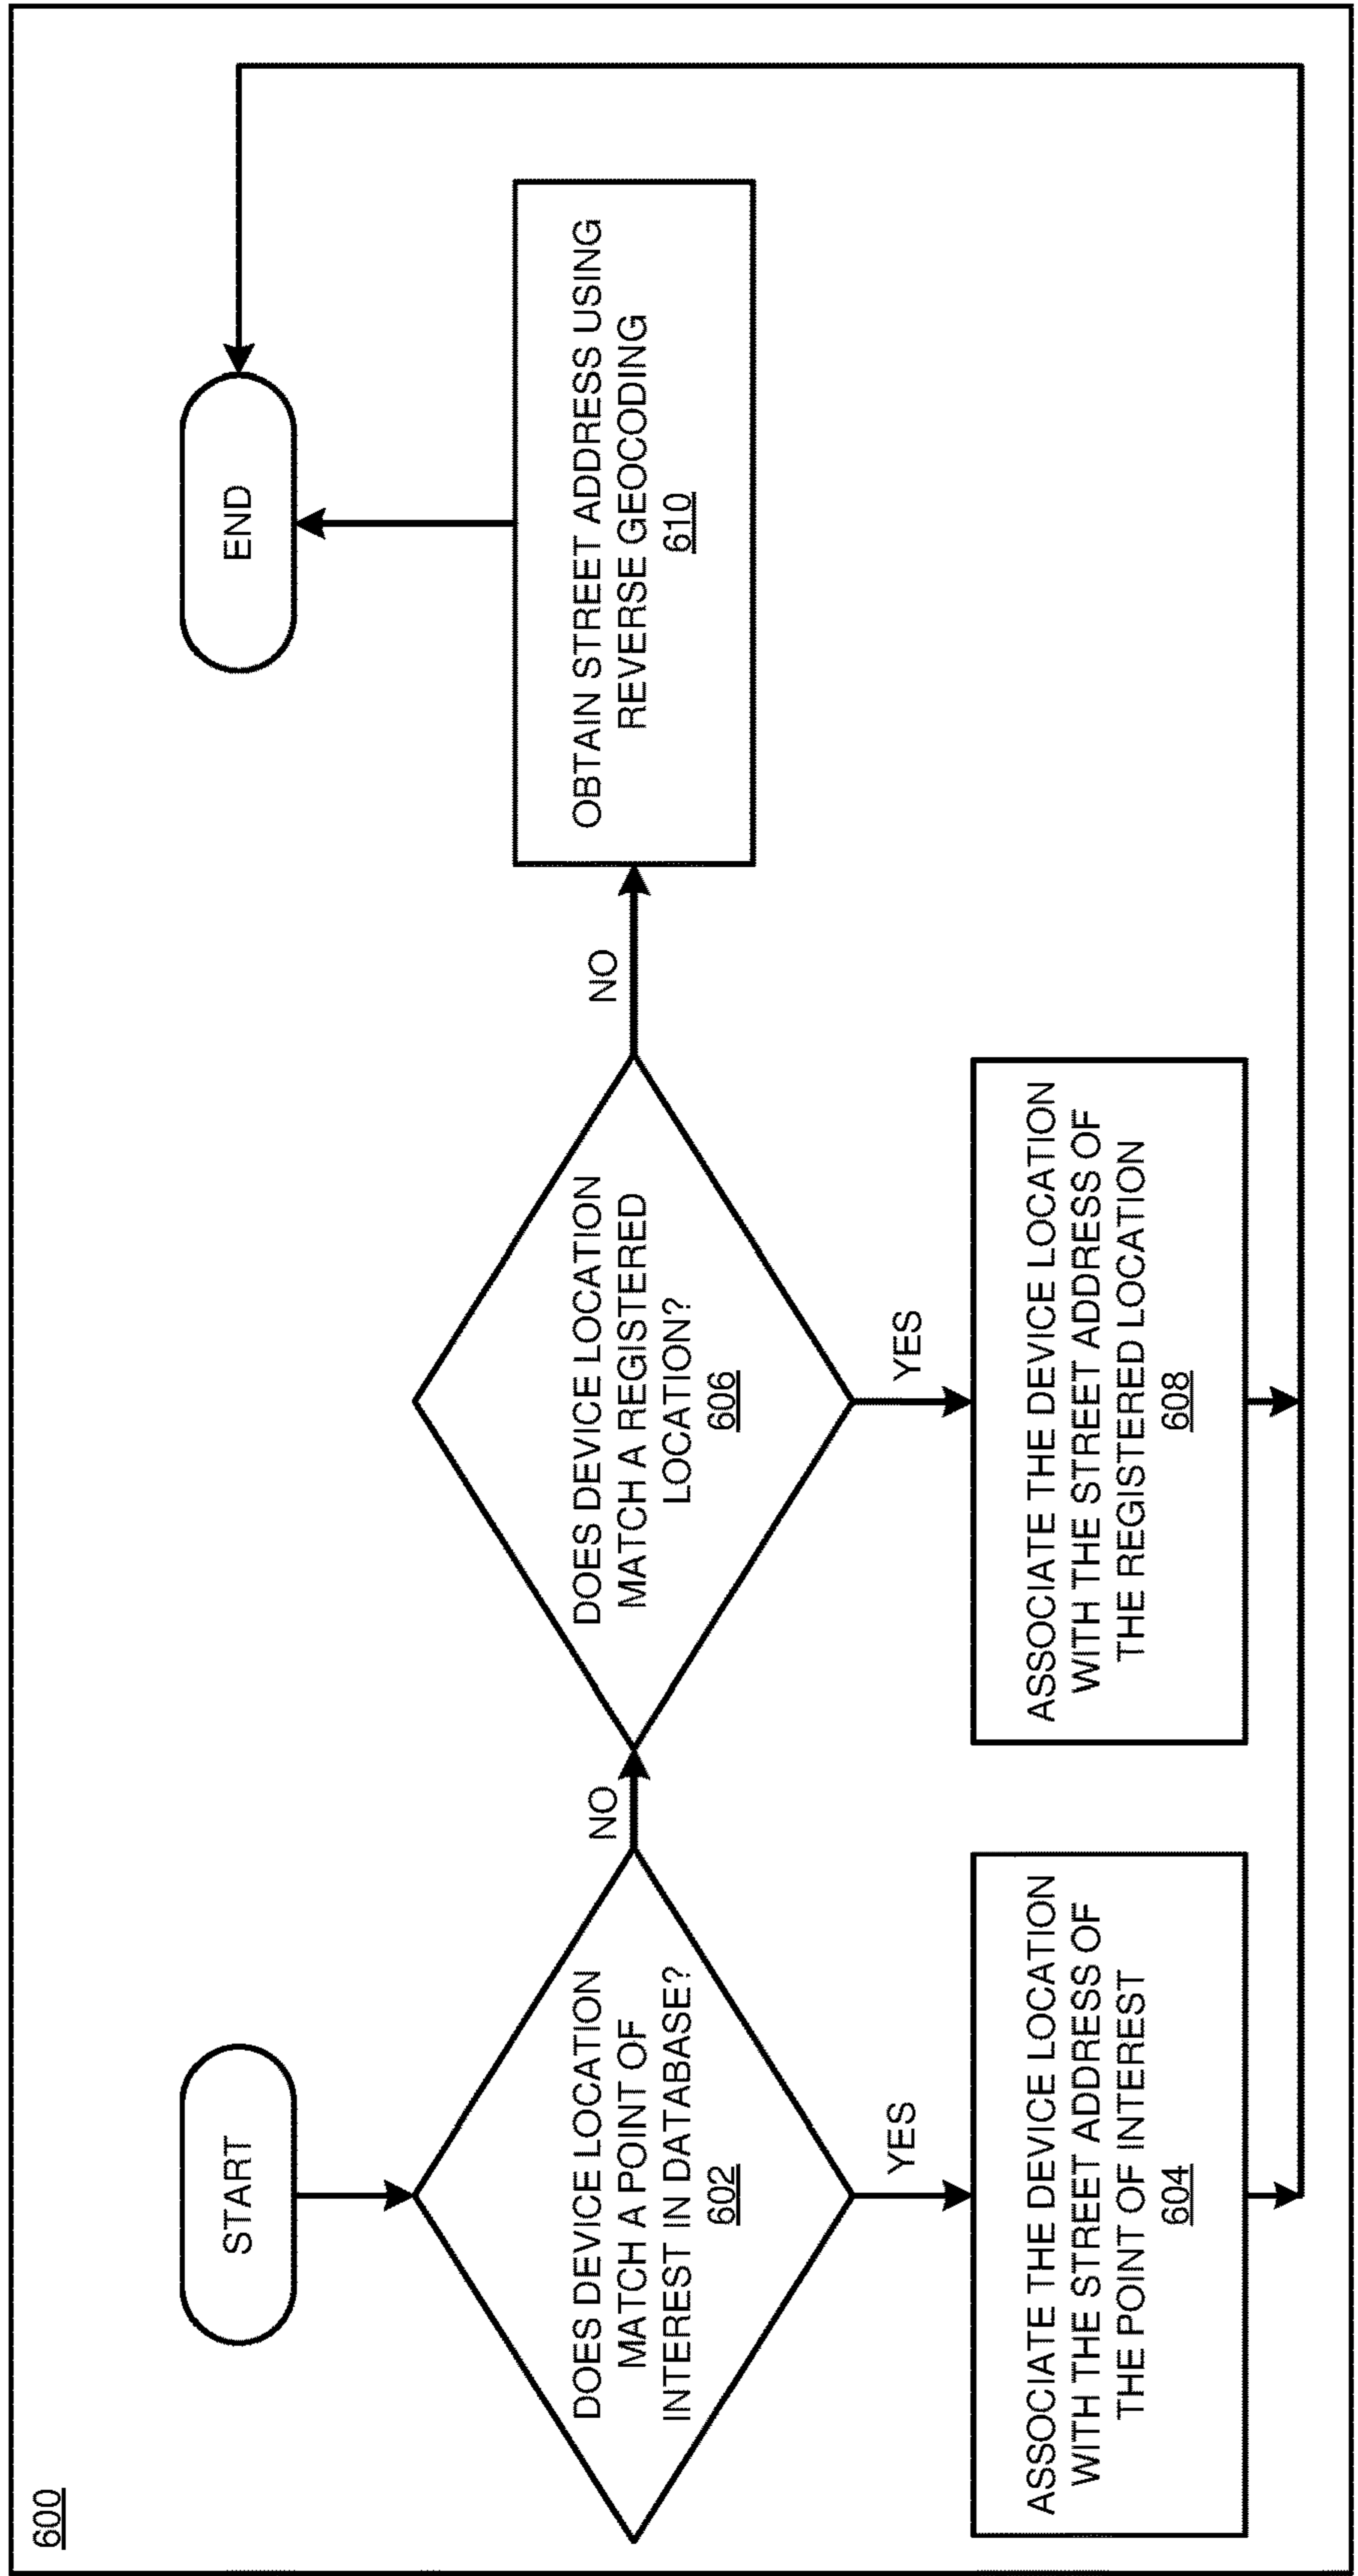 600
START
DOES DEVICE LOCATION
MATCH A POINT OF
INTEREST IN DATABASE?
602
YES
ASSOCIATE THE DEVICE LOCATION
WITH THE STREET ADDRESS OF
THE POINT OF INTEREST
604
NO
DOES DEVICE LOCATION
MATCH A REGISTERED
LOCATION?
606
YES
ASSOCIATE THE DEVICE LOCATION
WITH THE STREET ADDRESS OF
THE REGISTERED LOCATION
608
NO
OBTAIN STREET ADDRESS USING
REVERSE GEOCODING
610
END